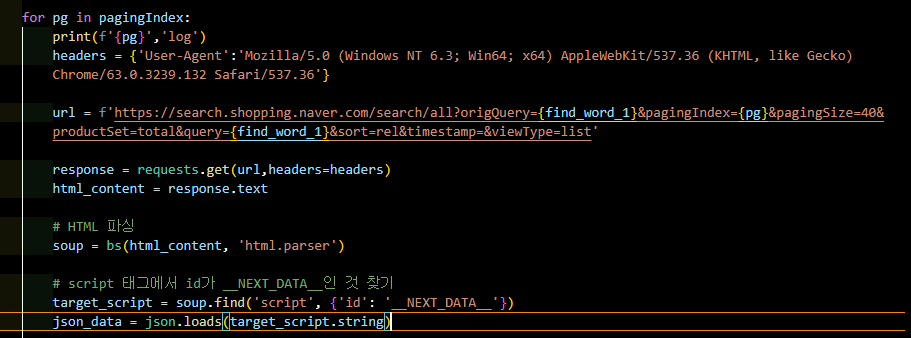 for pg in pagingIndex:
print(f'{pg}','log')
headers = {'User-Agent':'Mozilla/5.0 (Windows NT 6.3; Win64; x64) AppleWebKit/537.36 (KHTML, like Gecko)
Chrome/63.0.3239.132 Safari/537.36'}
url = f'https://search.shopping.naver.com/search/all?origQuery={find_word_1}&pagingIndex={pg}&pagingSize=40&
productSet=total&query={find_word_1}&sort=rel&timestamp=&viewType=list'
response = requests.get(url,headers=headers)
html_content = response.text
# HTML 파싱
soup = bs(html_content, 'html.parser')
# script 태그에서 id가 __NEXT_DATA__인 것 찾기
target_script = soup.find('script', {'id': '__NEXT_DATA__'})
json_data = json.loads(target_script.string)